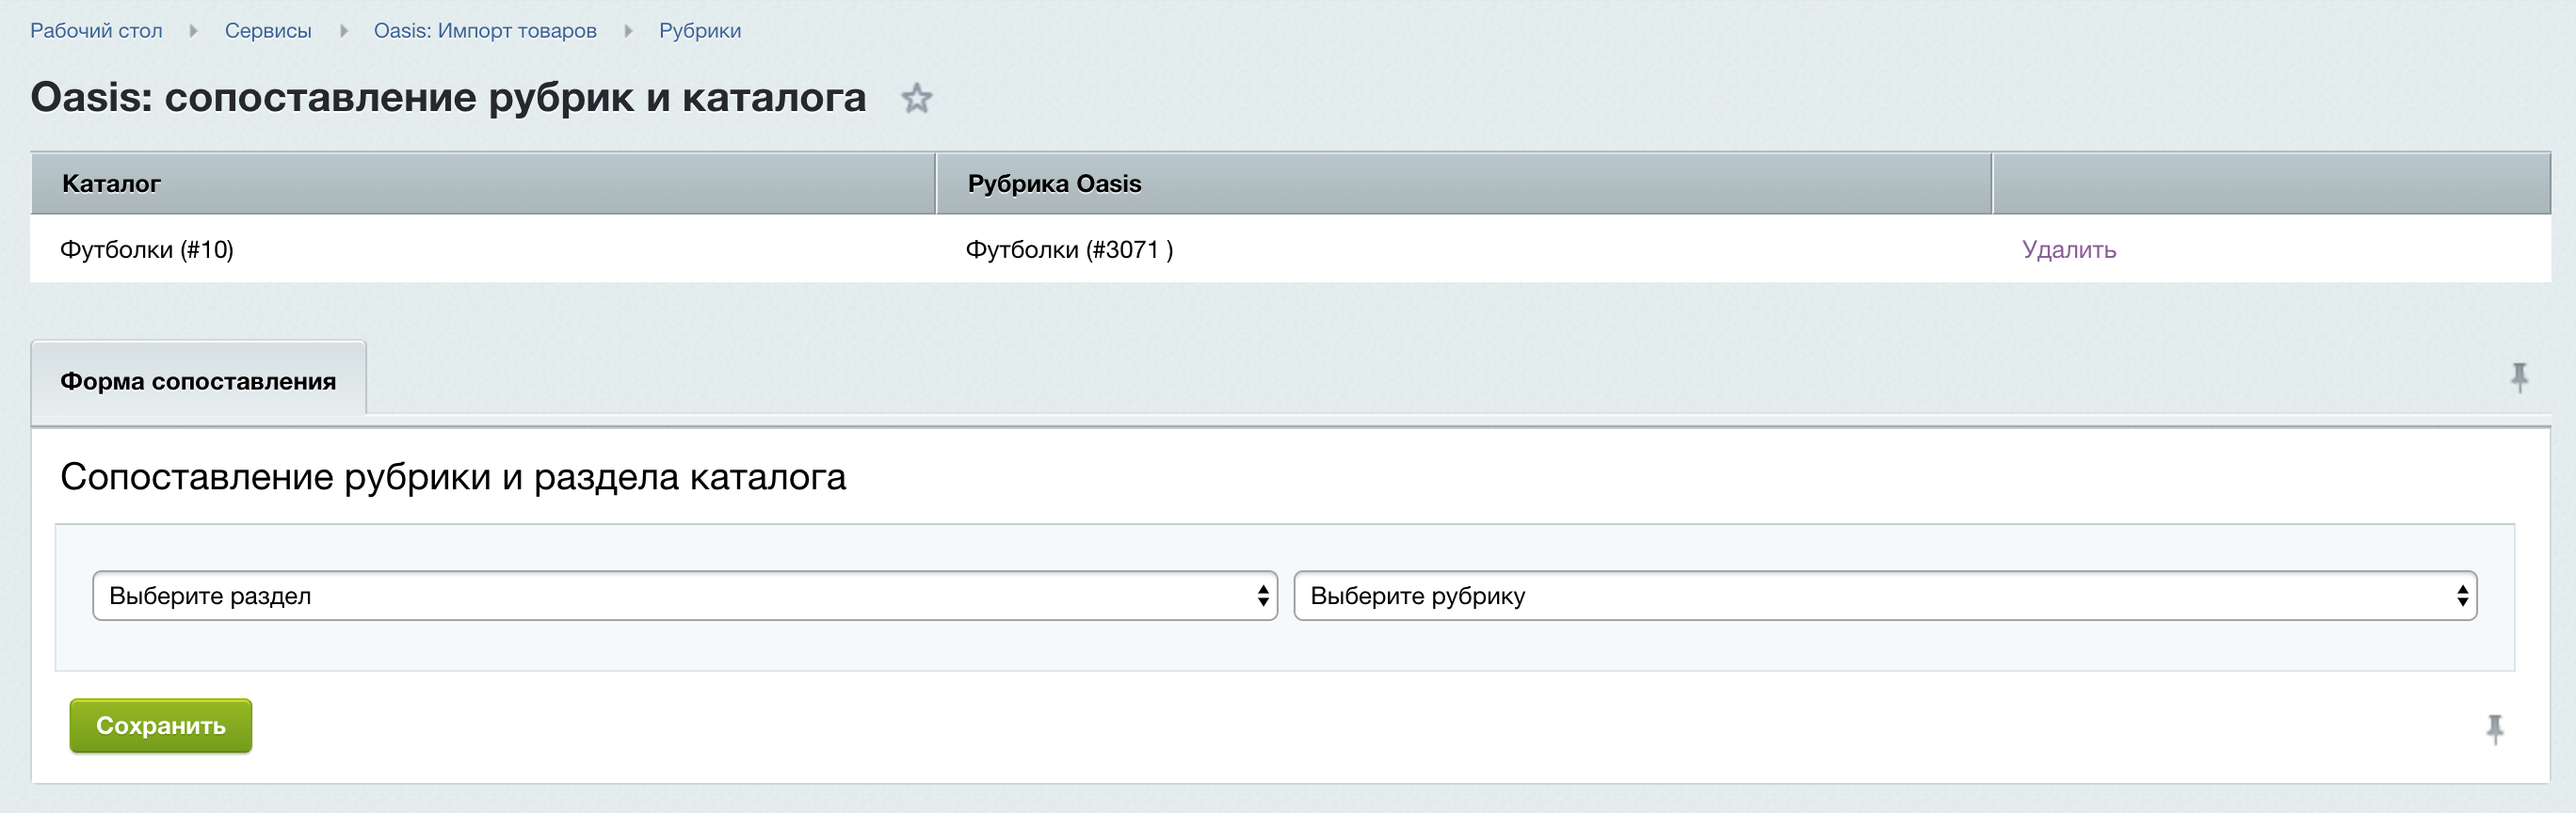 Рабочий стол Сервисы Oasis: Импорт товаров Рубрики
Oasis: сопоставление рубрик и каталога
Каталог Рубрика Oasis
Футболки (#10) Футболки (#3071 ) Удалить
Форма сопоставления
Сопоставление рубрики и раздела каталога
Выберите раздел Выберите рубрику
Сохранить